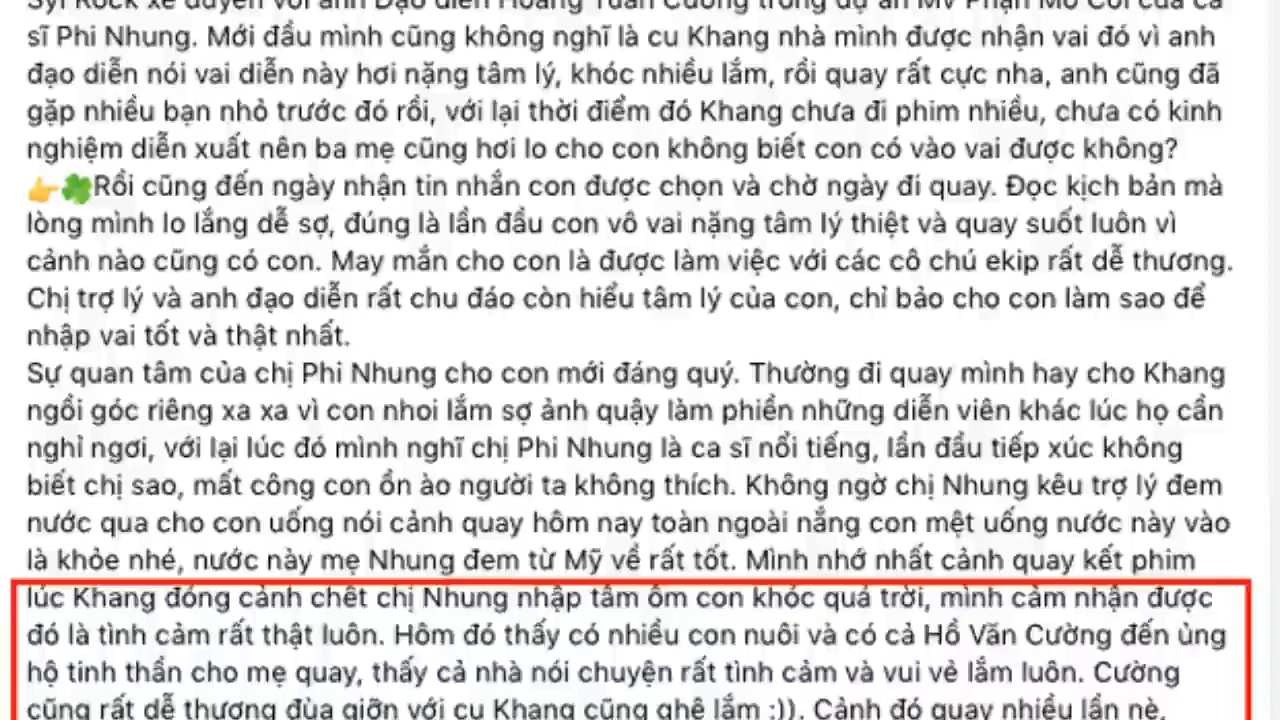 Syl Rock xe duyên với anh Đạo diễn Hoàng Tuấn Cường trong dự án MV Phận Mồ Côi của ca
sĩ Phi Nhung. Mới đầu mình cũng không nghĩ là cu Khang nhà mình được nhận vai đó vì anh
đạo diễn nói vai diễn này hơi nặng tâm lý, khóc nhiều lắm, rồi quay rất cực nha, anh cũng đã
gặp nhiều bạn nhỏ trước đó rồi, với lại thời điểm đó Khang chưa đi phim nhiều, chưa có kinh
nghiệm diễn xuất nên ba mẹ cũng hơi lo cho con không biết con có vào vai được không?
👉🍀Rồi cũng đến ngày nhận tin nhắn con được chọn và chờ ngày đi quay. Đọc kịch bản mà
lòng mình lo lắng dễ sợ, đúng là lần đầu con vô vai nặng tâm lý thiệt và quay suốt luôn vì
cảnh nào cũng có con. May mắn cho con là được làm việc với các cô chú ekip rất dễ thương.
Chị trợ lý và anh đạo diễn rất chu đáo còn hiểu tâm lý của con, chỉ bảo cho con làm sao để
nhập vai tốt và thật nhất.
Sự quan tâm của chị Phi Nhung cho con mới đáng quý. Thường đi quay mình hay cho Khang
ngồi góc riêng xa xa vì con nhoi lắm sợ ảnh quậy làm phiền những diễn viên khác lúc họ cần
nghỉ ngơi, với lại lúc đó mình nghĩ chị Phi Nhung là ca sĩ nổi tiếng, lần đầu tiếp xúc không
biết chị sao, mất công con ồn ào người ta không thích. Không ngờ chị Nhung kêu trợ lý đem
nước qua cho con uống nói cảnh quay hôm nay toàn ngoài nắng con mệt uống nước này vào
là khỏe nhé, nước này mẹ Nhung đem từ Mỹ về rất tốt. Mình nhớ nhất cảnh quay kết phim
lúc Khang đóng cảnh chết chị Nhung nhập tâm ôm con khóc quá trời, mình cảm nhận được
đó là tình cảm rất thật luôn. Hôm đó thấy có nhiều con nuôi và có cả Hồ Văn Cường đến ủng
hộ tinh thần cho mẹ quay, thấy cả nhà nói chuyện rất tình cảm và vui vẻ lắm luôn. Cường
cũng rất dễ thương đùa giỡn với cu Khang cũng ghê lắm :)). Cảnh đó quay nhiều lần nè,